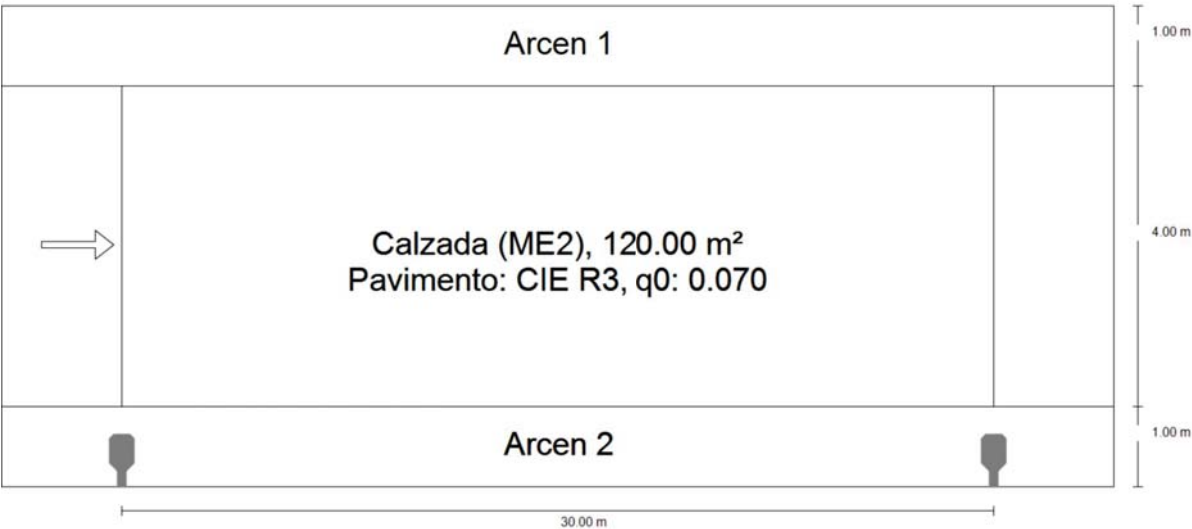 Arcen 1
1.00 m
Calzada (ME2), 120.00 m²
Pavimento: CIE R3, q0: 0.070
4.00 m
Arcen 2
1.00 m
30.00 m